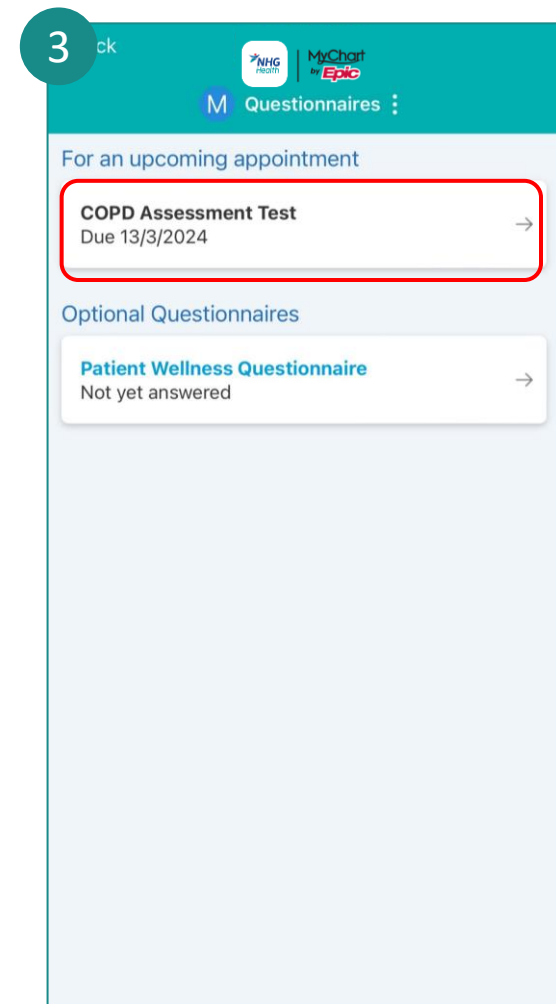 3
ck
NHG
Health
MyChart
by Epic
M Questionnaires
For an upcoming appointment
COPD Assessment Test
Due 13/3/2024
Optional Questionnaires
Patient Wellness Questionnaire
Not yet answered